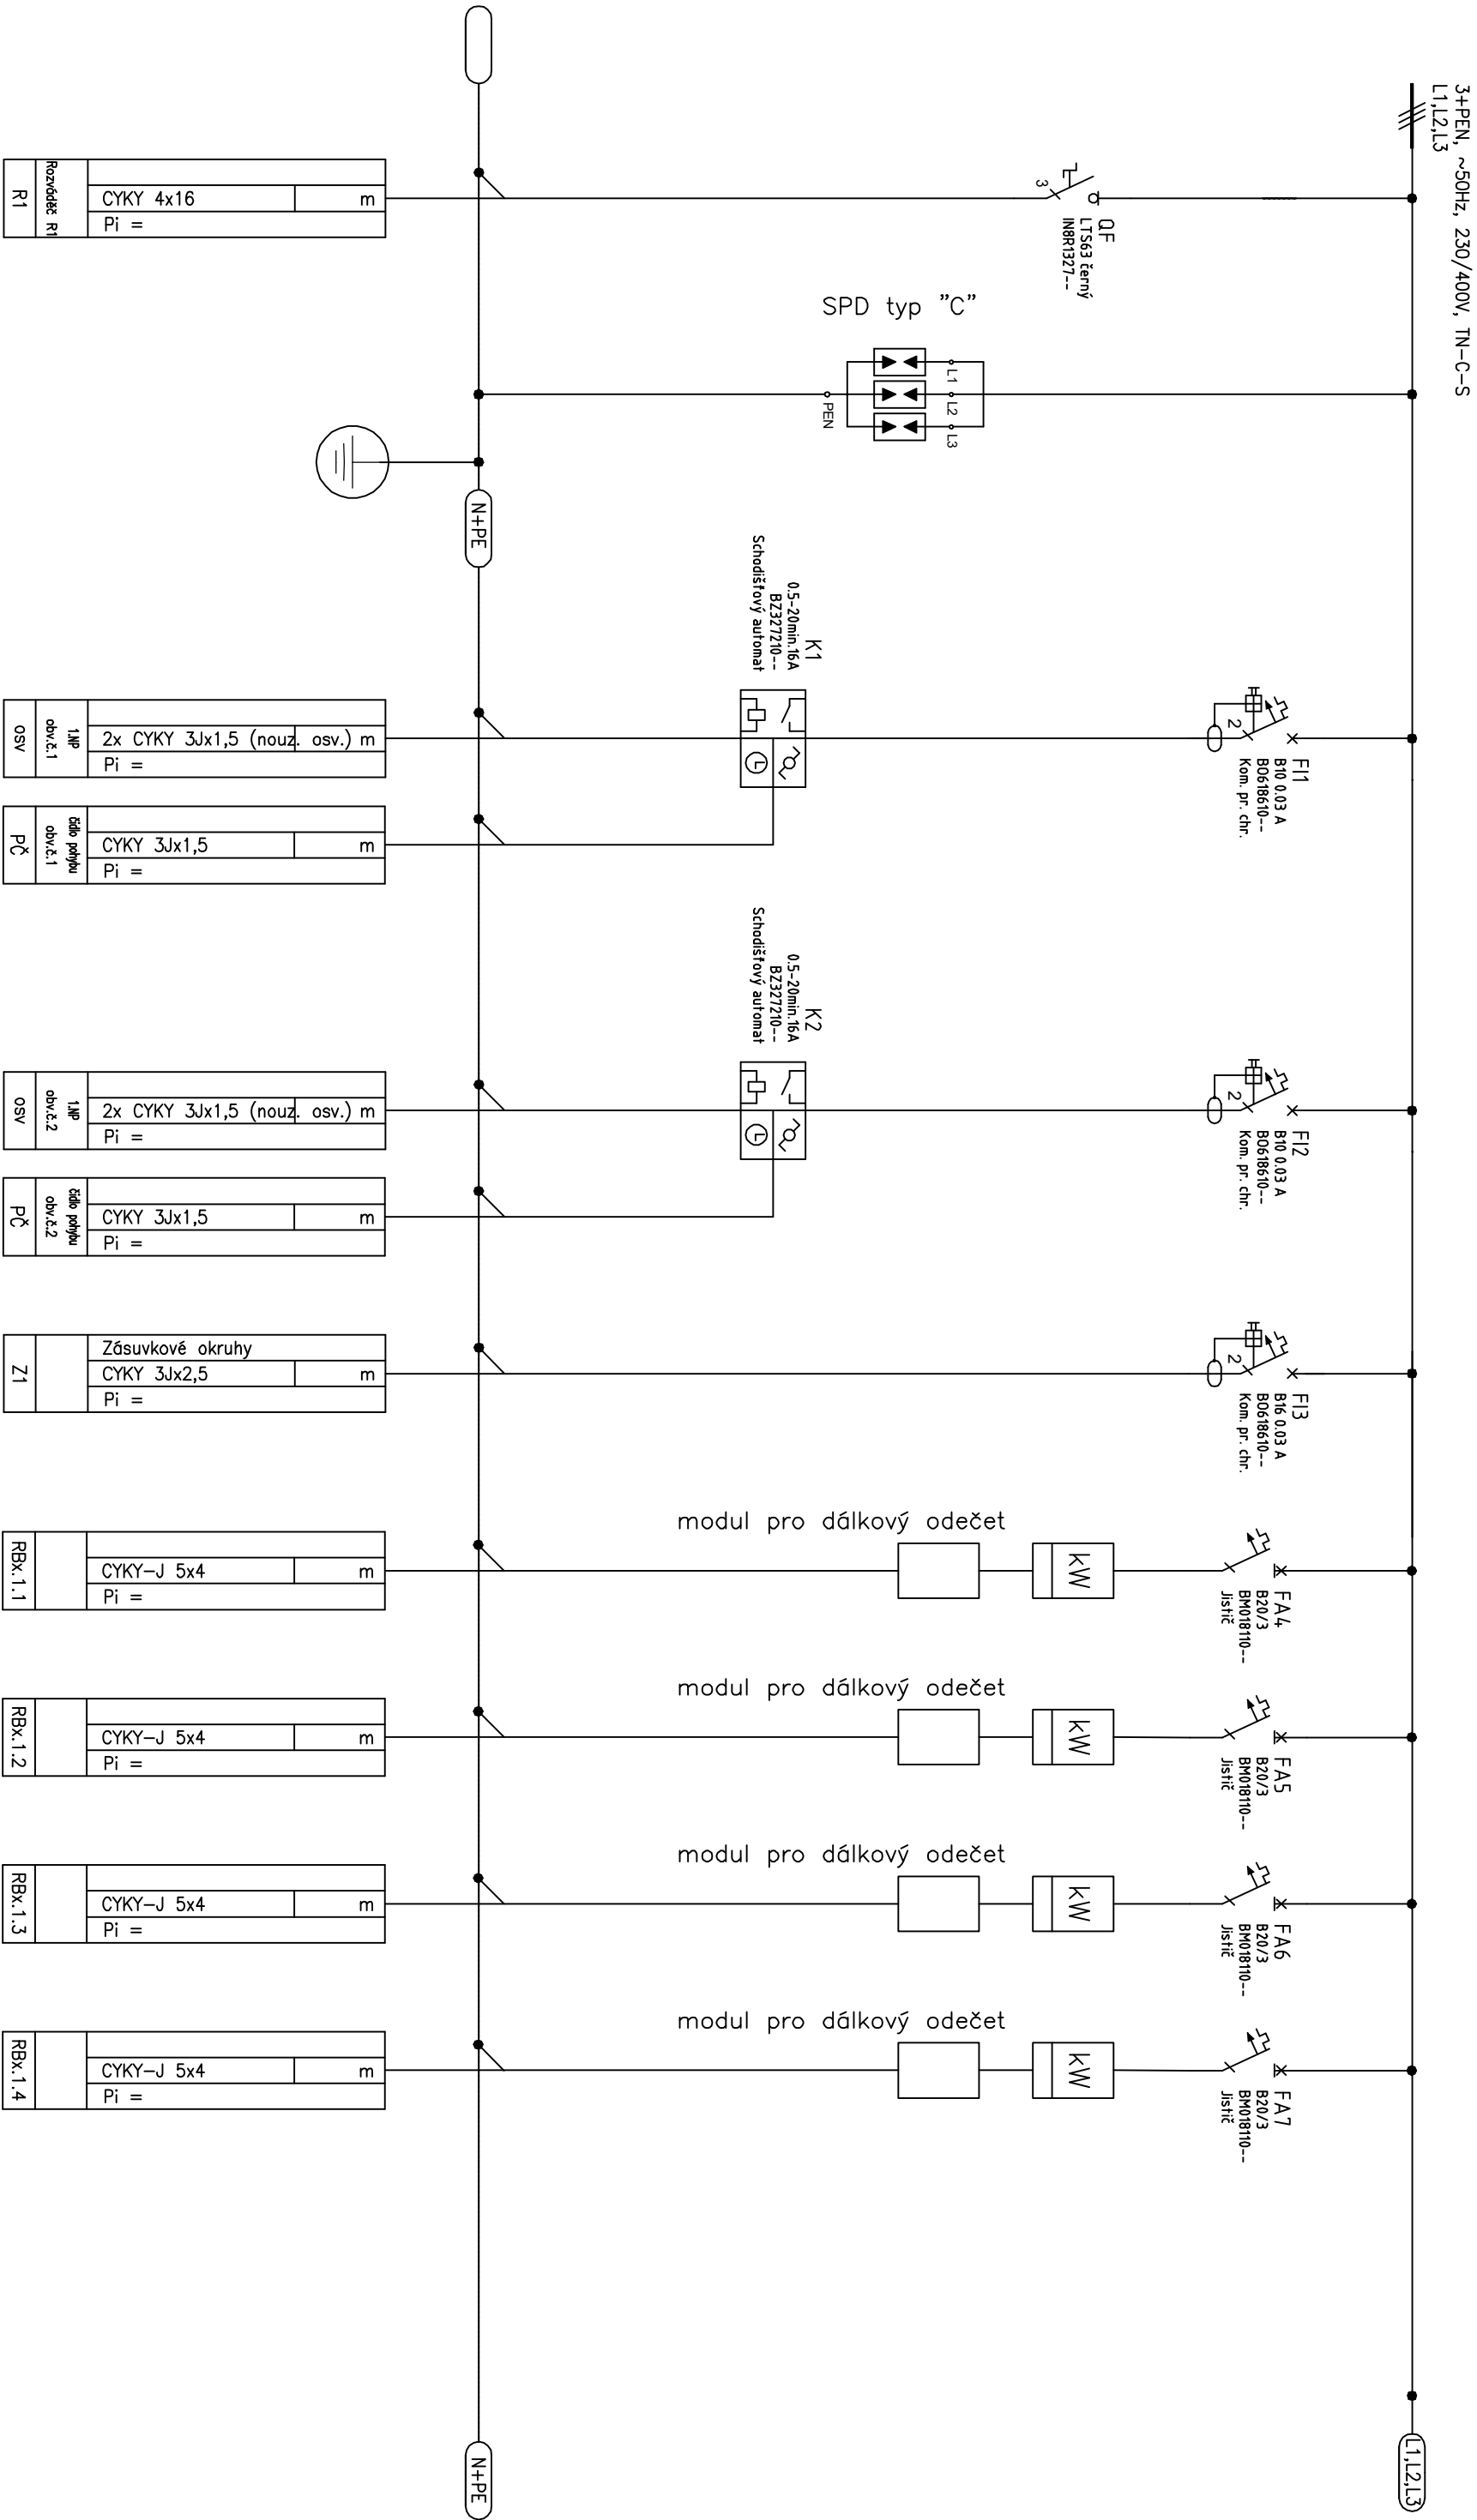 3+PEN, ~50Hz, 230/400V, TN-C-S
L1,L2,L3
QF
LTS63 černý
IN8R1327--
3
SPD typ "C"
L1
L2
L3
PEN
N+PE
Rozváděč R1
R1
CYKY 4x16
m
Pi =
FI1
B10 0.03 A
BO618610--
Kom. pr. chr.
2
K1
0.5-20min.16A
BZ327210--
Schodišťový automat
L
1.NP
obv.č.1
osv
2x CYKY 3Jx1,5 (nouz. osv.) m
Pi =
čidlo pohybu
obv.č.1
PČ
CYKY 3Jx1,5
m
Pi =
FI2
B10 0.03 A
BO618610--
Kom. pr. chr.
2
K2
0.5-20min.16A
BZ327210--
Schodišťový automat
L
1.NP
obv.č.2
osv
2x CYKY 3Jx1,5 (nouz. osv.) m
Pi =
čidlo pohybu
obv.č.2
PČ
CYKY 3Jx1,5
m
Pi =
FI3
B16 0.03 A
BO618610--
Kom. pr. chr.
2
Z1
Zásuvkové okruhy
CYKY 3Jx2,5
m
Pi =
FA4
B20/3
BM018110--
Jistič
kW
modul pro dálkový odečet
RBx.1.1
CYKY-J 5x4
m
Pi =
FA5
B20/3
BM018110--
Jistič
kW
modul pro dálkový odečet
RBx.1.2
CYKY-J 5x4
m
Pi =
FA6
B20/3
BM018110--
Jistič
kW
modul pro dálkový odečet
RBx.1.3
CYKY-J 5x4
m
Pi =
FA7
B20/3
BM018110--
Jistič
kW
modul pro dálkový odečet
RBx.1.4
CYKY-J 5x4
m
Pi =
L1,L2,L3
N+PE